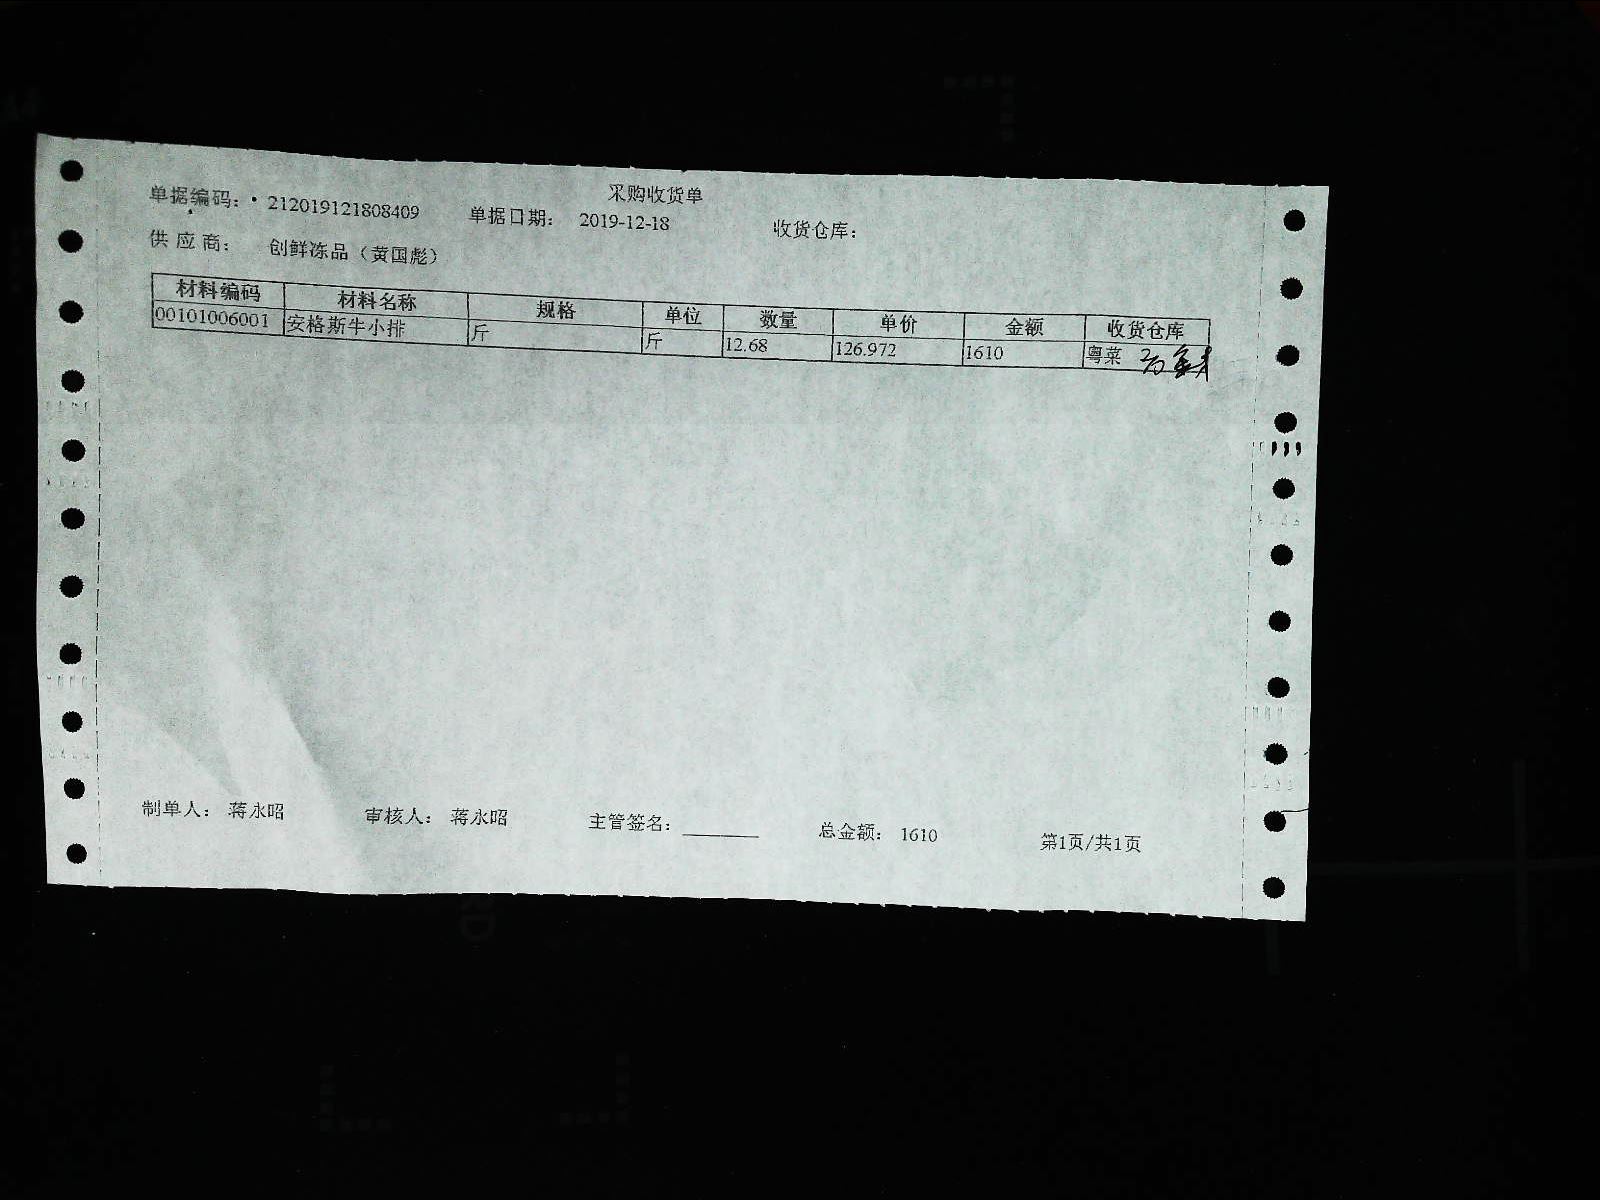 采购收货单
单据编码： 212019121808409 单据日期： 2019-12-18 收货仓库：
供应商： 创鲜冻品（黄国彪）
材料编码 材料名称 规格 单位 数量 单价 金额 收货仓库
00101006001 安格斯牛小排 斤 斤 12.68 126.972 1610 粤菜
制单人： 蒋永昭 审核人： 蒋永昭 主管签名： 总金额： 1610 第1页/共1页